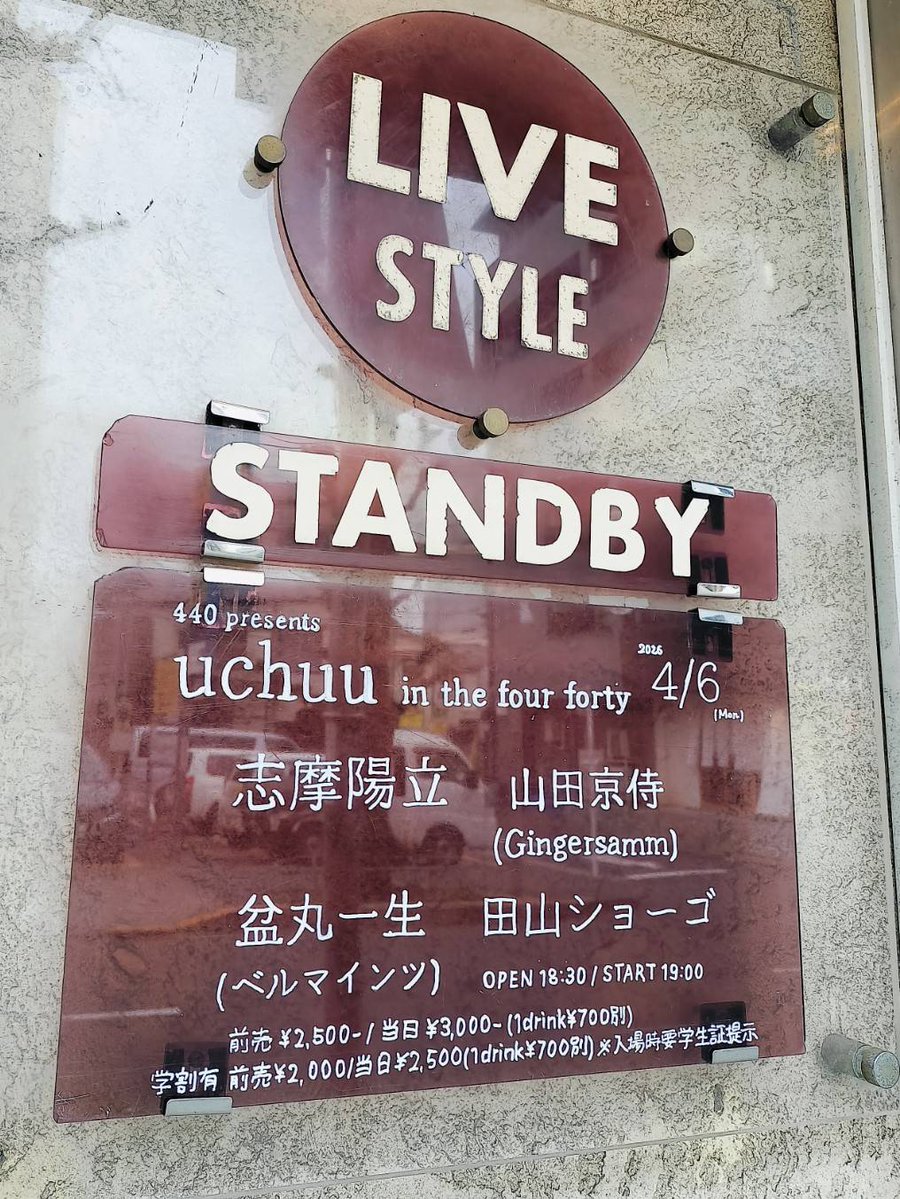 LIVE
STYLE
STANDBY
440 presents
uchuu in the four forty 2026 4/6 (Mon)
志摩陽立 山田京侍
(Gingersamm)
盆丸一生 田山ショーゴ
(ベルマインツ) OPEN 18:30 / START 19:00
前売 ¥2,500- / 当日 ¥3,000- (1drink¥700別)
学割有 前売¥2,000/当日¥2,500(1drink¥700別) ※入場時要学生証提示